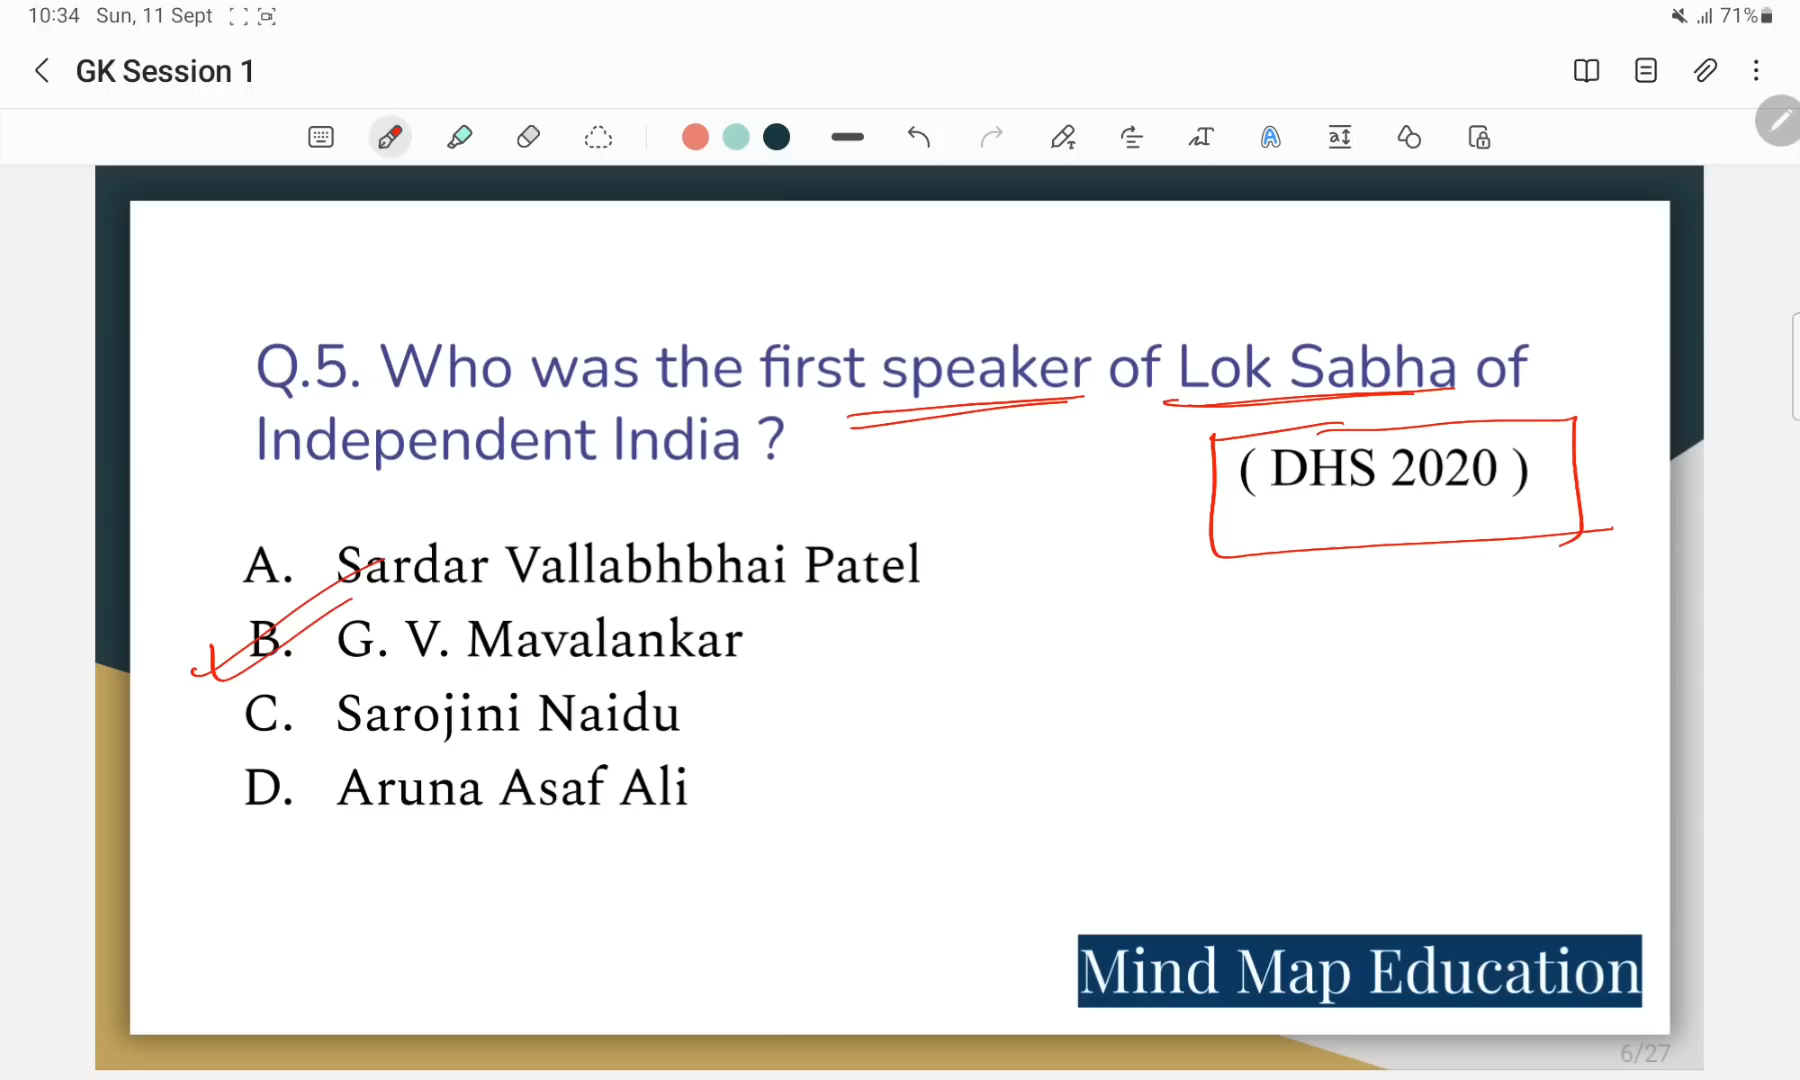 10:34 Sun, 11 Sept 71%
GK Session 1
Q.5. Who was the first speaker of Lok Sabha of
Independent India ?
( DHS 2020 )
A. Sardar Vallabhbhai Patel
B. G. V. Mavalankar
C. Sarojini Naidu
D. Aruna Asaf Ali
Mind Map Education
6/27